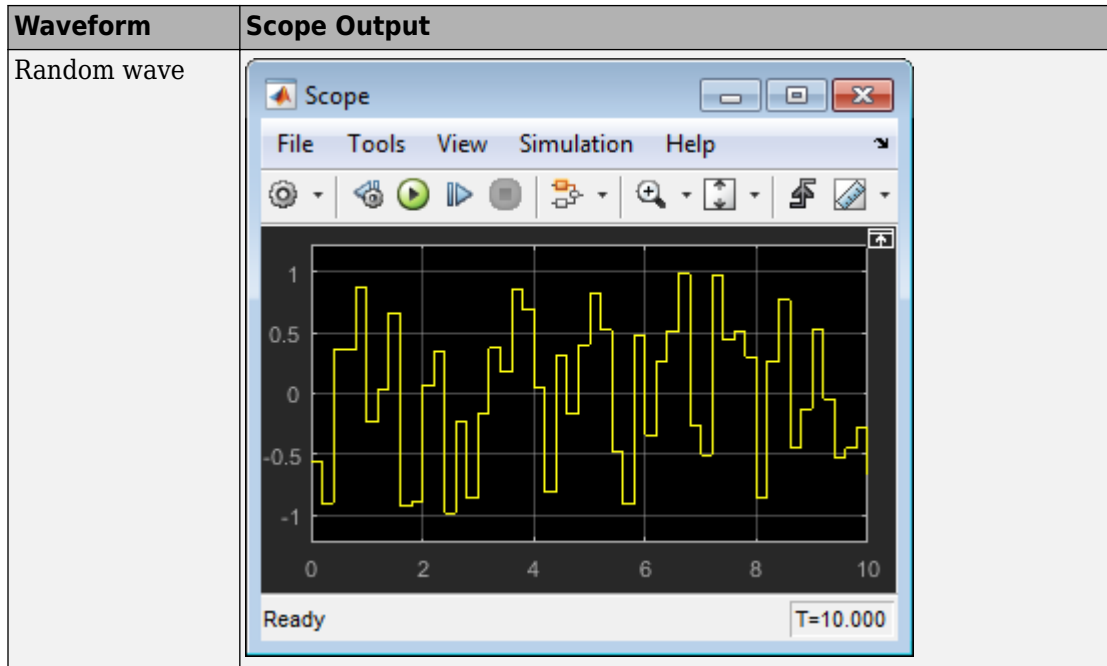 Waveform Scope Output
Random wave
Scope
File Tools View Simulation Help
1
0.5
0
-0.5
-1
0 2 4 6 8 10
Ready T=10.000